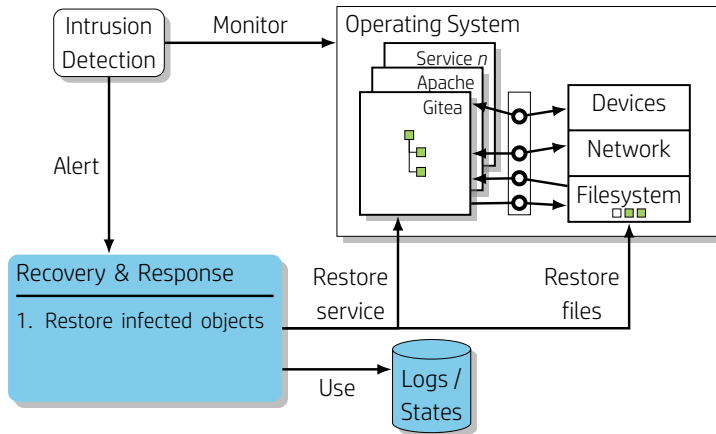 Intrusion
Detection
Monitor
Operating System
Service n
Apache
Gitea
Devices
Network
Filesystem
Alert
Recovery & Response
1. Restore infected objects
Restore
service
Restore
files
Use
Logs /
States